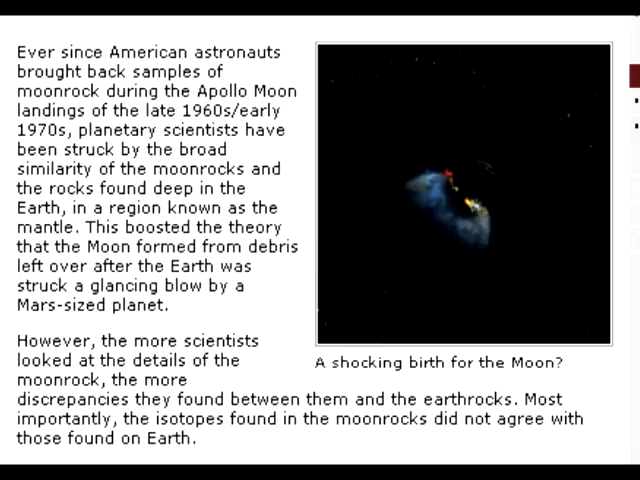 Ever since American astronauts
brought back samples of
moonrock during the Apollo Moon
landings of the late 1960s/early
1970s, planetary scientists have
been struck by the broad
similarity of the moonrocks and
the rocks found deep in the
Earth, in a region known as the
mantle. This boosted the theory
that the Moon formed from debris
left over after the Earth was
struck a glancing blow by a
Mars-sized planet.
However, the more scientists
looked at the details of the
moonrock, the more
discrepancies they found between them and the earthrocks. Most
importantly, the isotopes found in the moonrocks did not agree with
those found on Earth.
A shocking birth for the Moon?